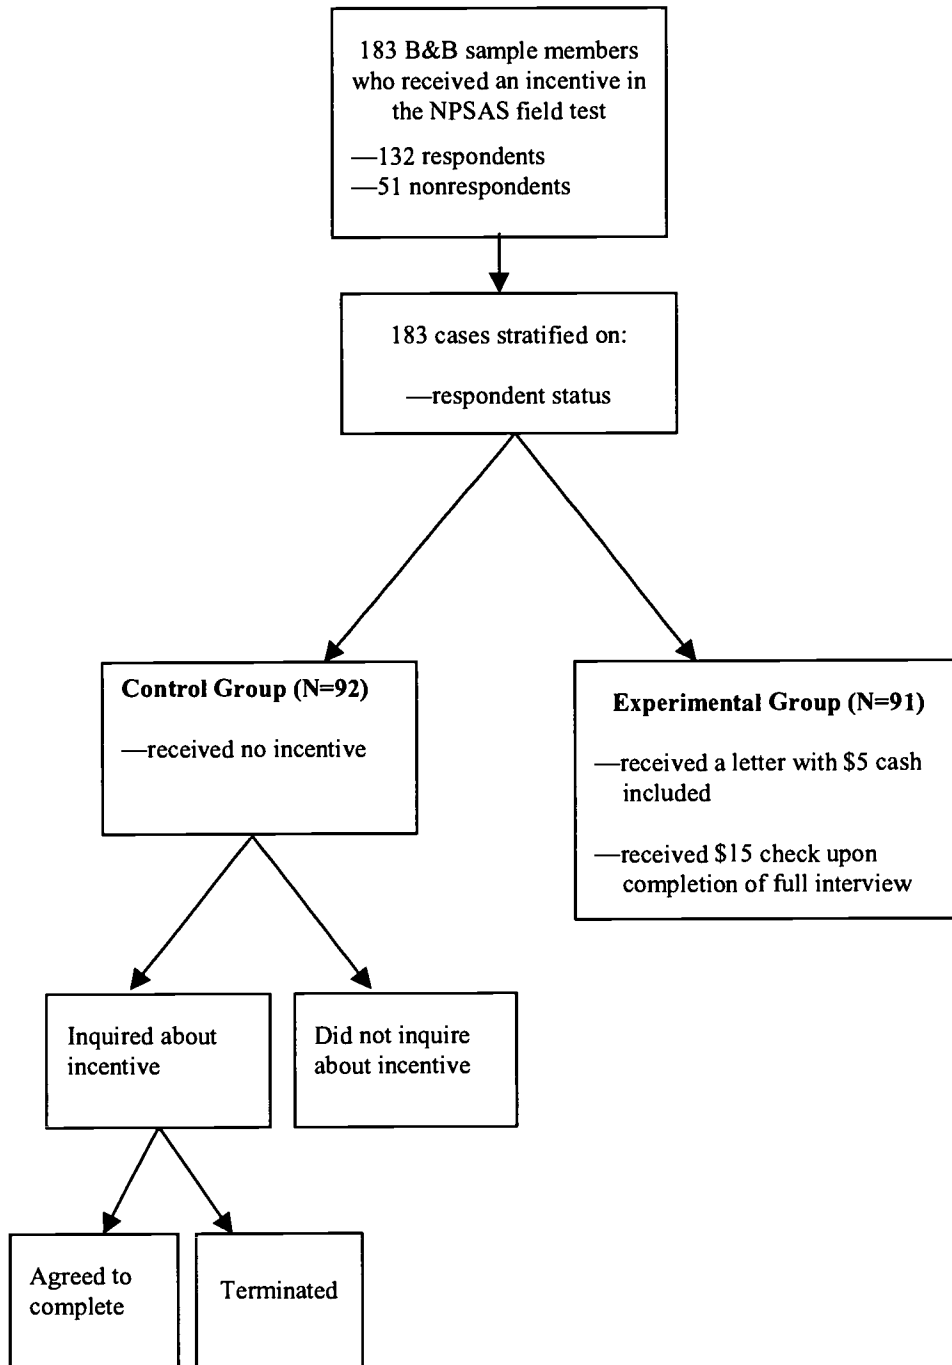 183 B&B sample members
who received an incentive in
the NPSAS field test
—132 respondents
—51 nonrespondents
183 cases stratified on:
—respondent status
Control Group (N=92)
—received no incentive
Experimental Group (N=91)
—received a letter with $5 cash
included
—received $15 check upon
completion of full interview
Inquired about
incentive
Did not inquire
about incentive
Agreed to
complete
Terminated